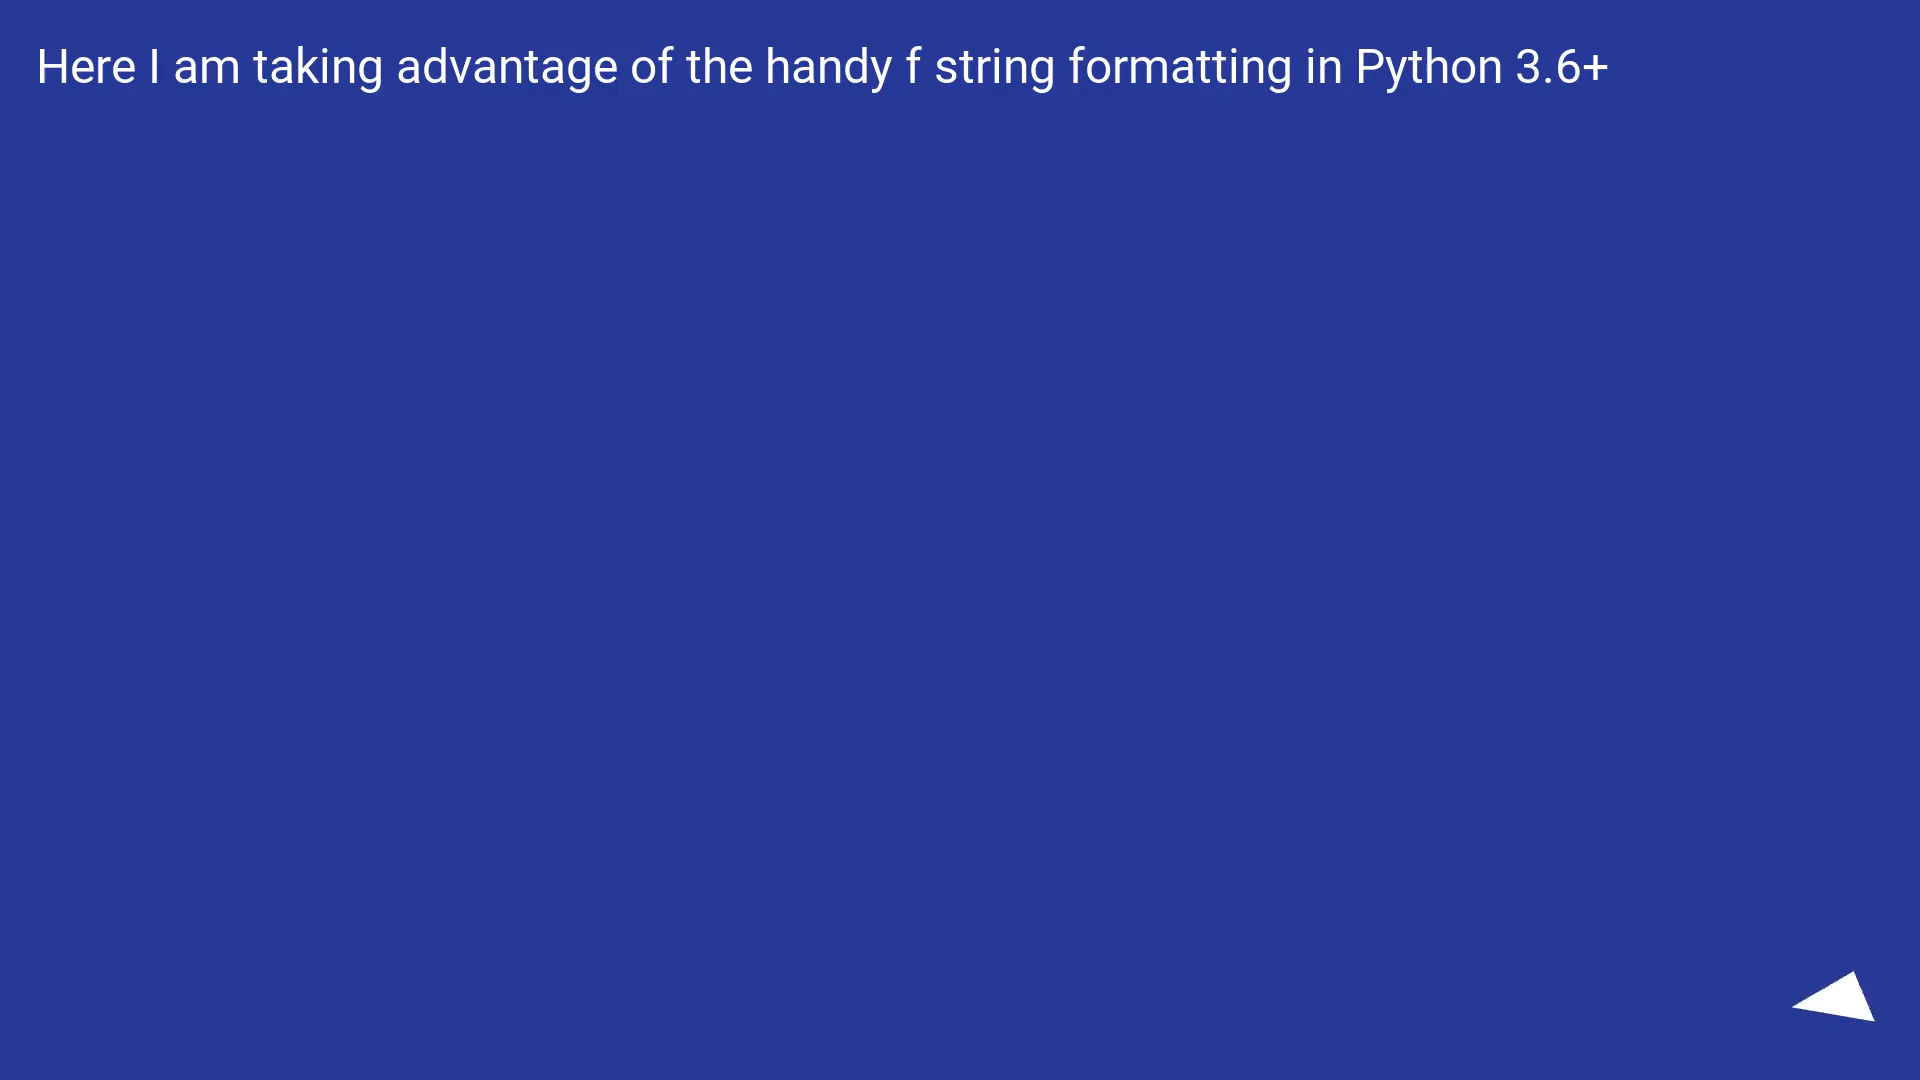 Here I am taking advantage of the handy f string formatting in Python 3.6+